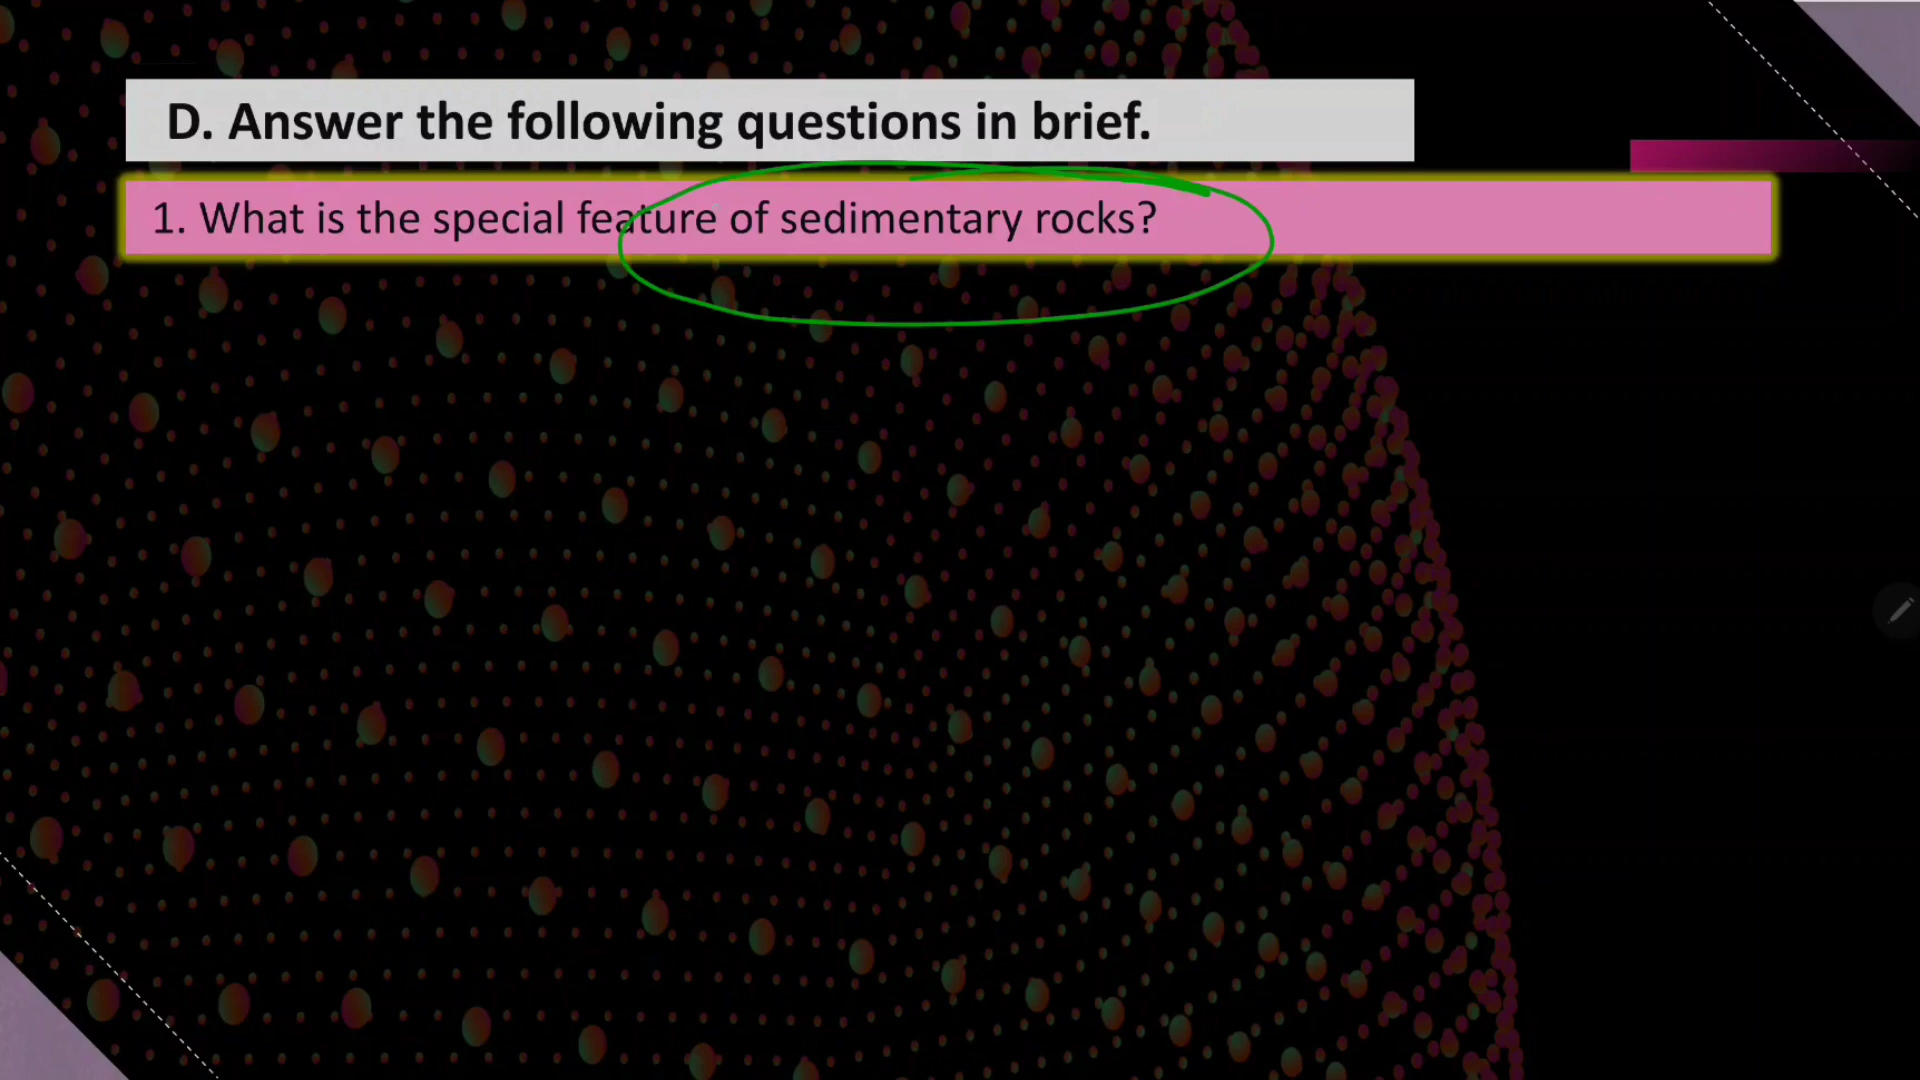 D. Answer the following questions in brief.
1. What is the special feature of sedimentary rocks?